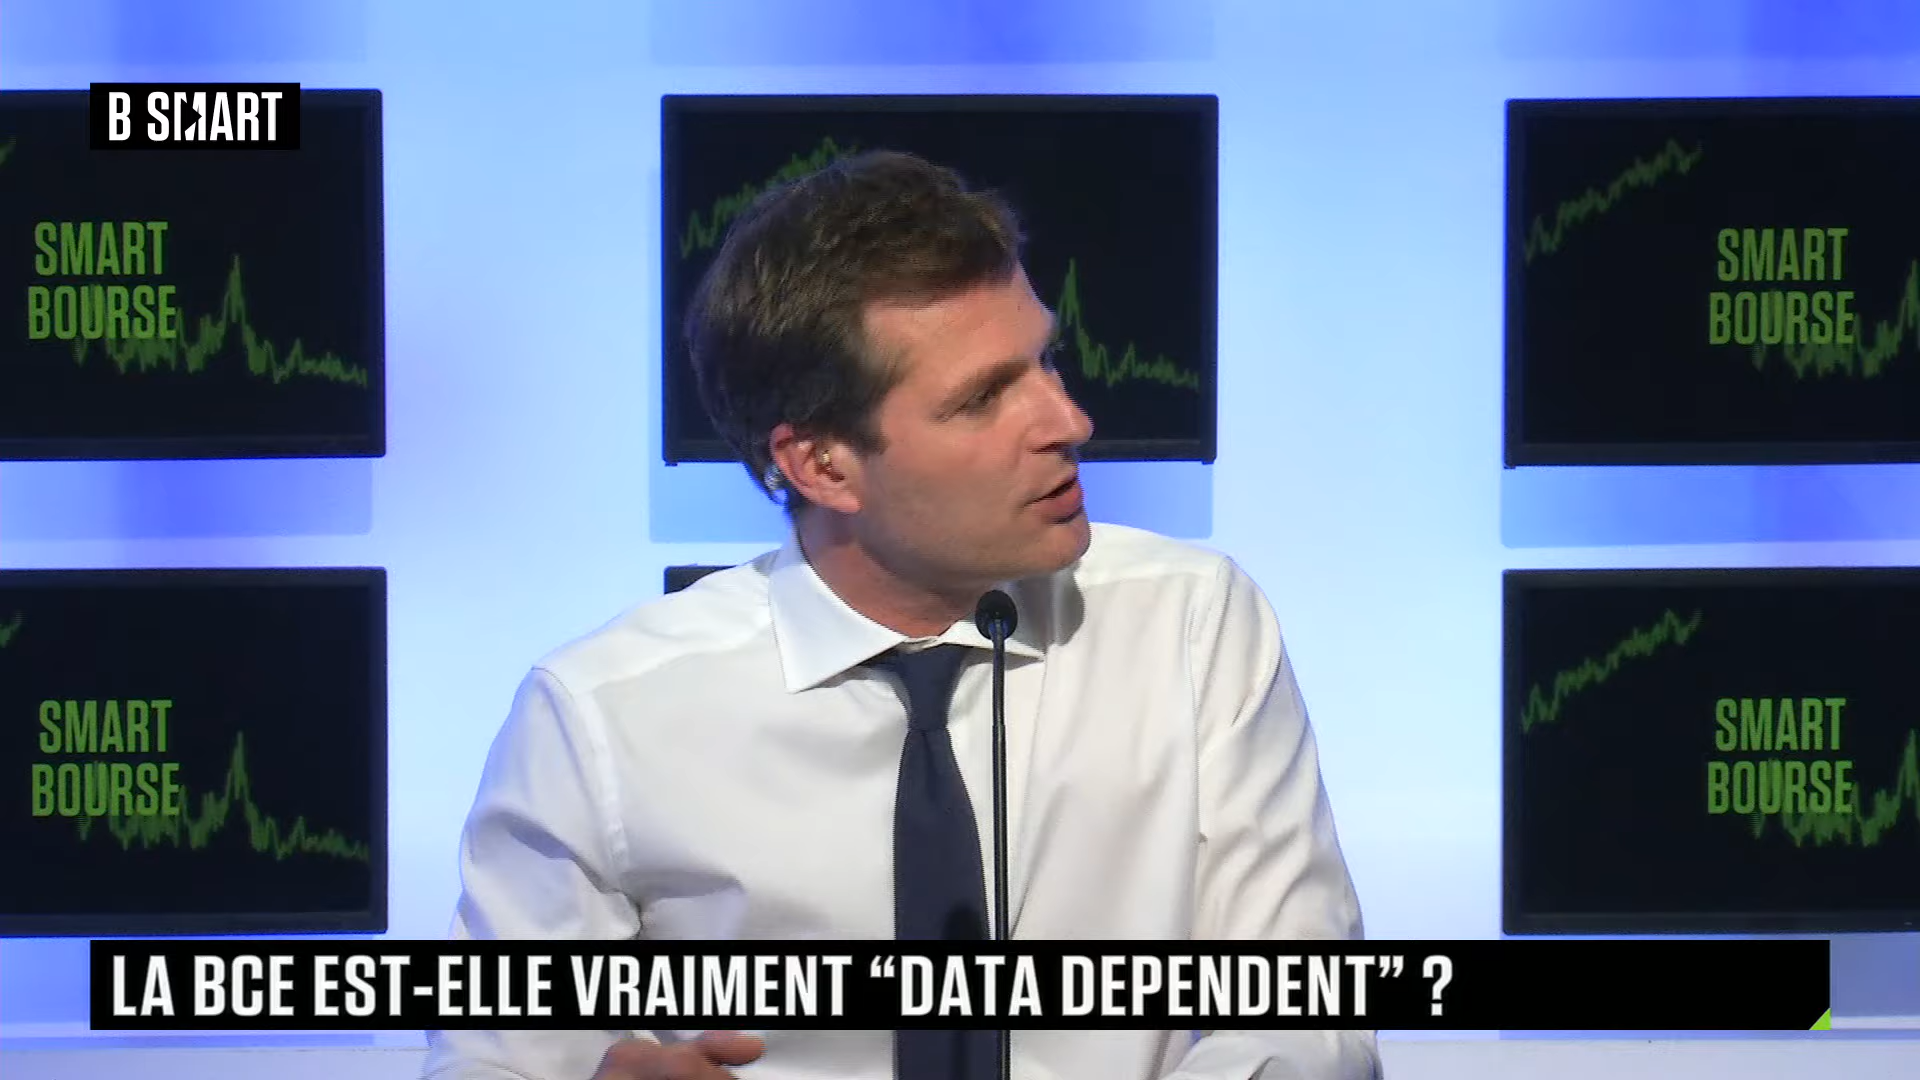 B SMART
SMART
BOURSE
SMART
BOURSE
SMART
BOURSE
SMART
BOURSE
LA BCE EST-ELLE VRAIMENT “DATA DEPENDENT” ?